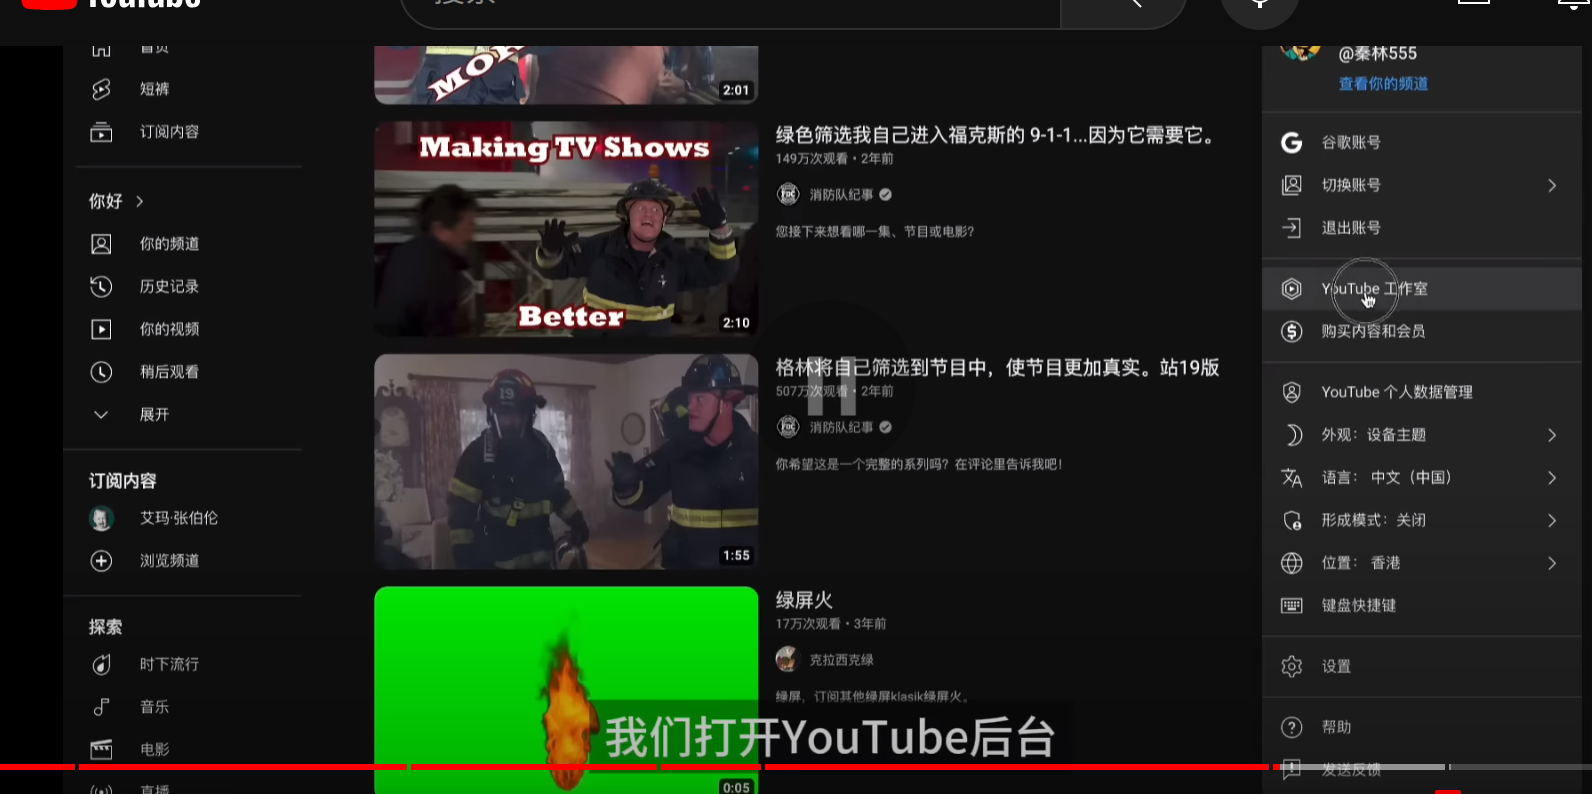 YouTube
搜索
首页
短裤
订阅内容
你好
你的频道
历史记录
你的视频
稍后观看
展开
订阅内容
艾玛·张伯伦
浏览频道
探索
时下流行
音乐
电影
直播
MOR
2:01
Making TV Shows
Better
2:10
绿色筛选我自己进入福克斯的 9-1-1...因为它需要它。
149万次观看 • 2年前
FDC
消防队纪事
您接下来想看哪一集、节目或电影?
19
1:55
格林将自己筛选到节目中，使节目更加真实。站19版
507万次观看 • 2年前
FDC
消防队纪事
你希望这是一个完整的系列吗？在评论里告诉我吧！
0:05
绿屏火
17万次观看 • 3年前
克拉西克绿
绿屏，订阅其他绿屏klasik绿屏火。
我们打开YouTube后台
@秦林555
查看你的频道
谷歌账号
切换账号
退出账号
YouTube 工作室
购买内容和会员
YouTube 个人数据管理
外观：设备主题
语言： 中文（中国）
形成模式：关闭
位置： 香港
键盘快捷键
设置
帮助
发送反馈